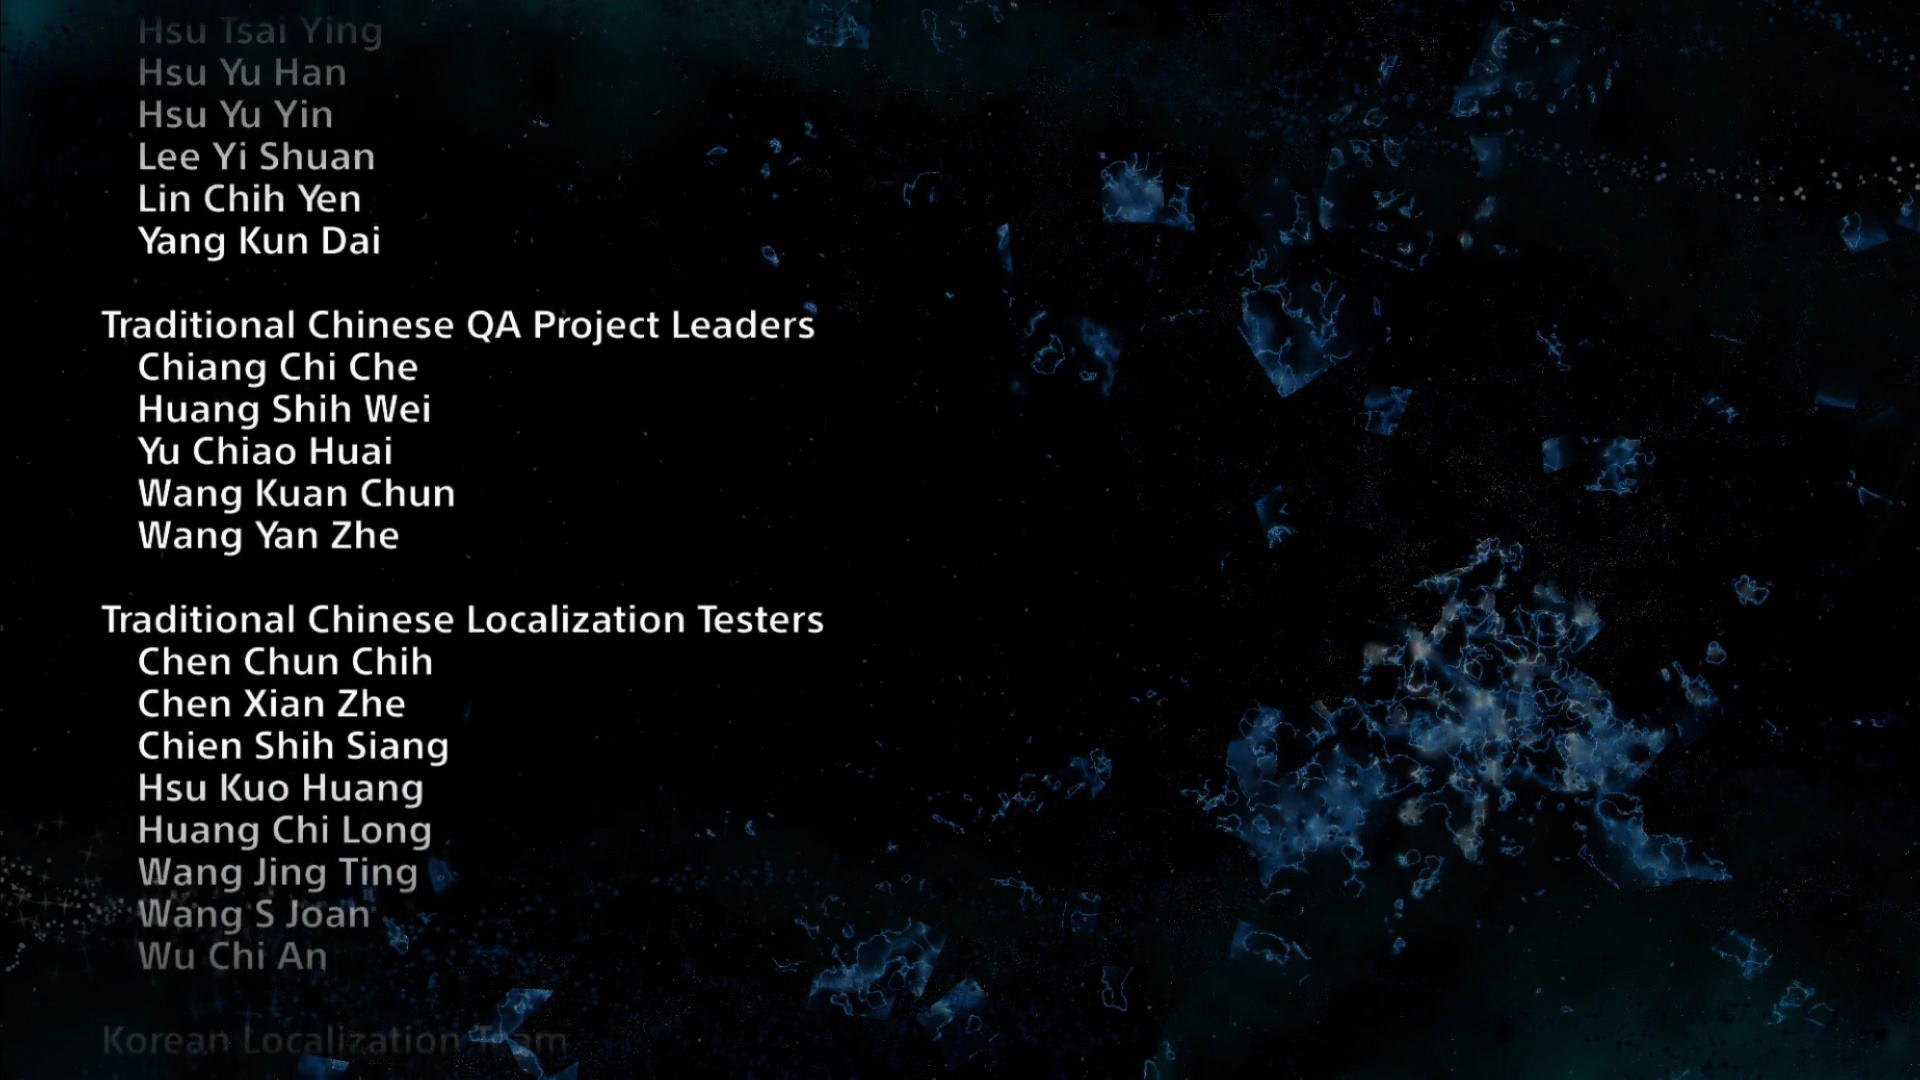 Hsu Tsai Ying
Hsu Yu Han
Hsu Yu Yin
Lee Yi Shuan
Lin Chih Yen
Yang Kun Dai
Traditional Chinese QA Project Leaders
Chiang Chi Che
Huang Shih Wei
Yu Chiao Huai
Wang Kuan Chun
Wang Yan Zhe
Traditional Chinese Localization Testers
Chen Chun Chih
Chen Xian Zhe
Chien Shih Siang
Hsu Kuo Huang
Huang Chi Long
Wang Jing Ting
Wang S Joan
Wu Chi An
Korean Localization Team